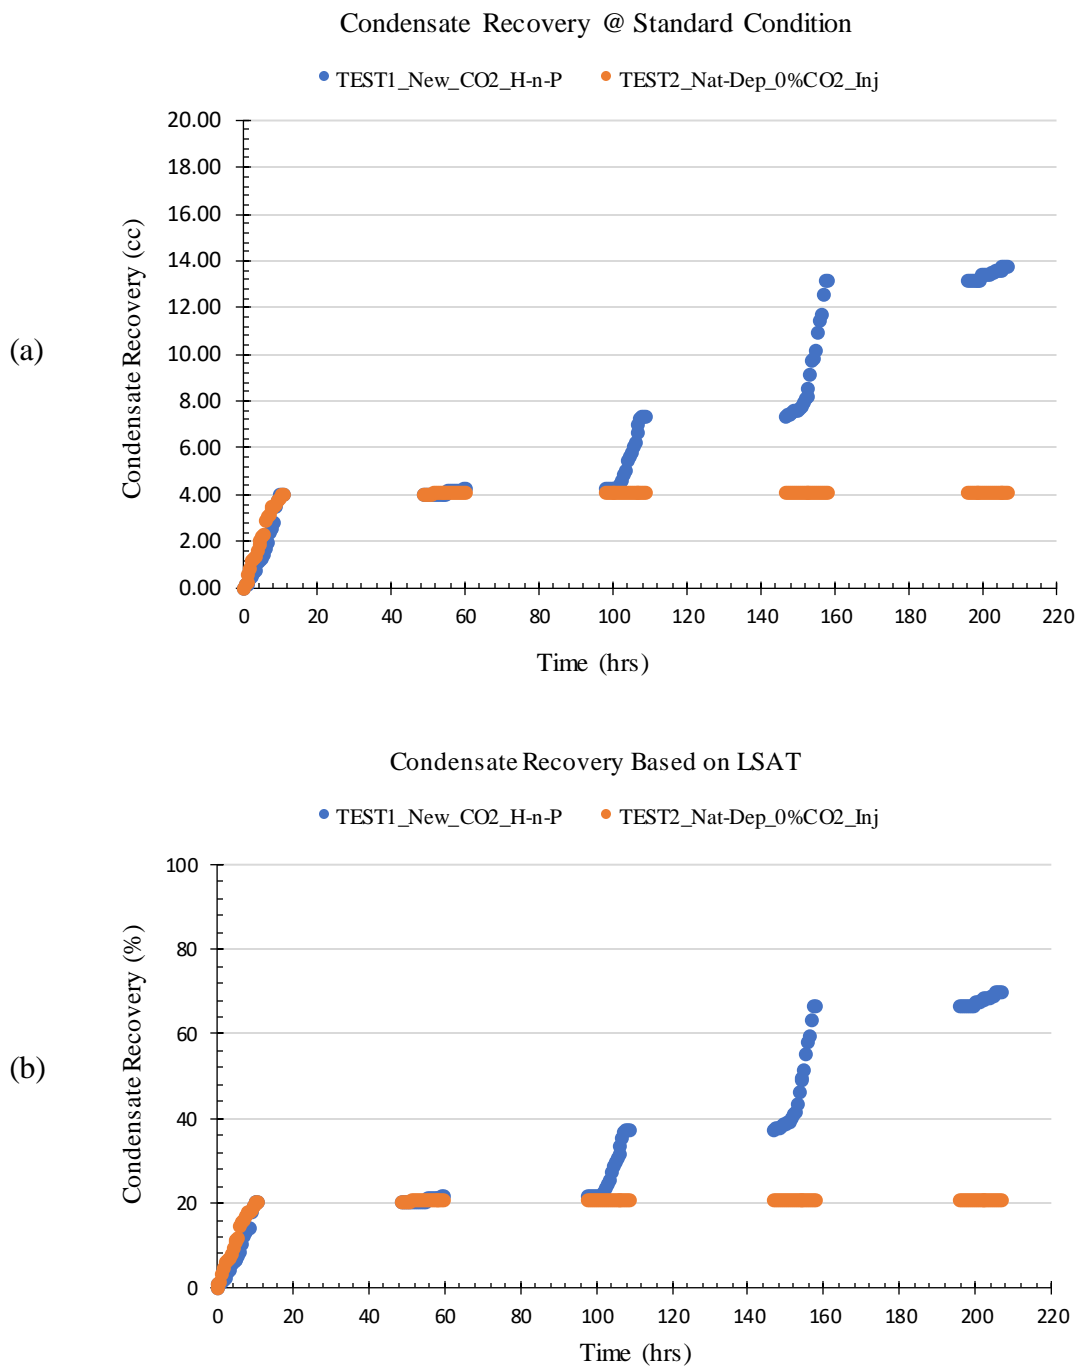 Condensate Recovery @ Standard Condition
TEST1_New_CO2_H-n-P TEST2_Nat-Dep_0%CO2_Inj
20.00
18.00
16.00
14.00
12.00
10.00
8.00
6.00
4.00
2.00
0.00
Condensate Recovery (cc)
(a)
0 20 40 60 80 100 120 140 160 180 200 220
Time (hrs)
Condensate Recovery Based on LSAT
TEST1_New_CO2_H-n-P TEST2_Nat-Dep_0%CO2_Inj
100
80
60
40
20
0
Condensate Recovery (%)
(b)
0 20 40 60 80 100 120 140 160 180 200 220
Time (hrs)